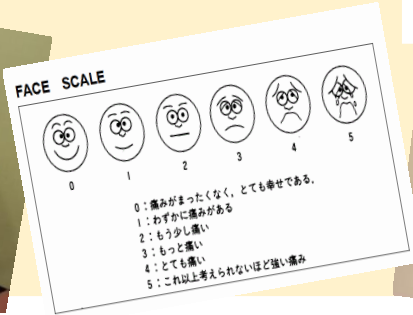 FACE SCALE
0 1 2 3 4 5
0：痛みがまったくなく，とても幸せである．
1：わずかに痛みがある
2：もう少し痛い
3：もっと痛い
4：とても痛い
5：これ以上考えられないほど強い痛み